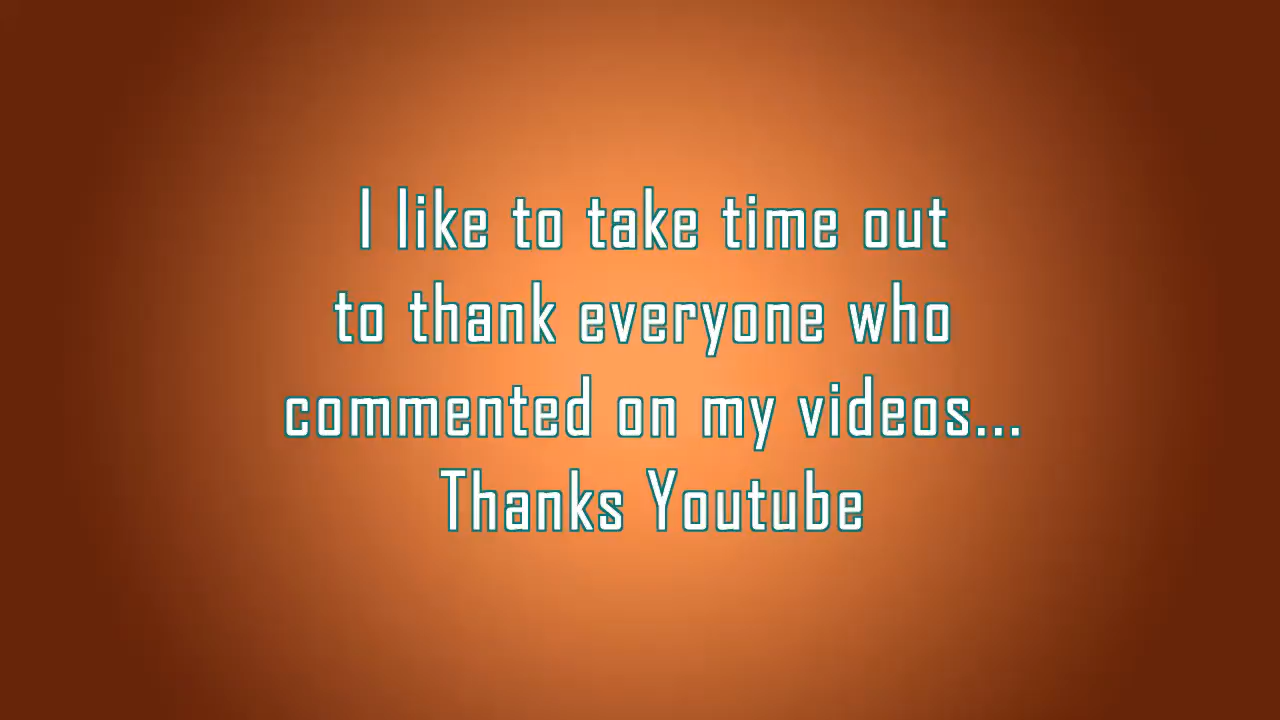 I like to take time out
to thank everyone who
commented on my videos...
Thanks Youtube